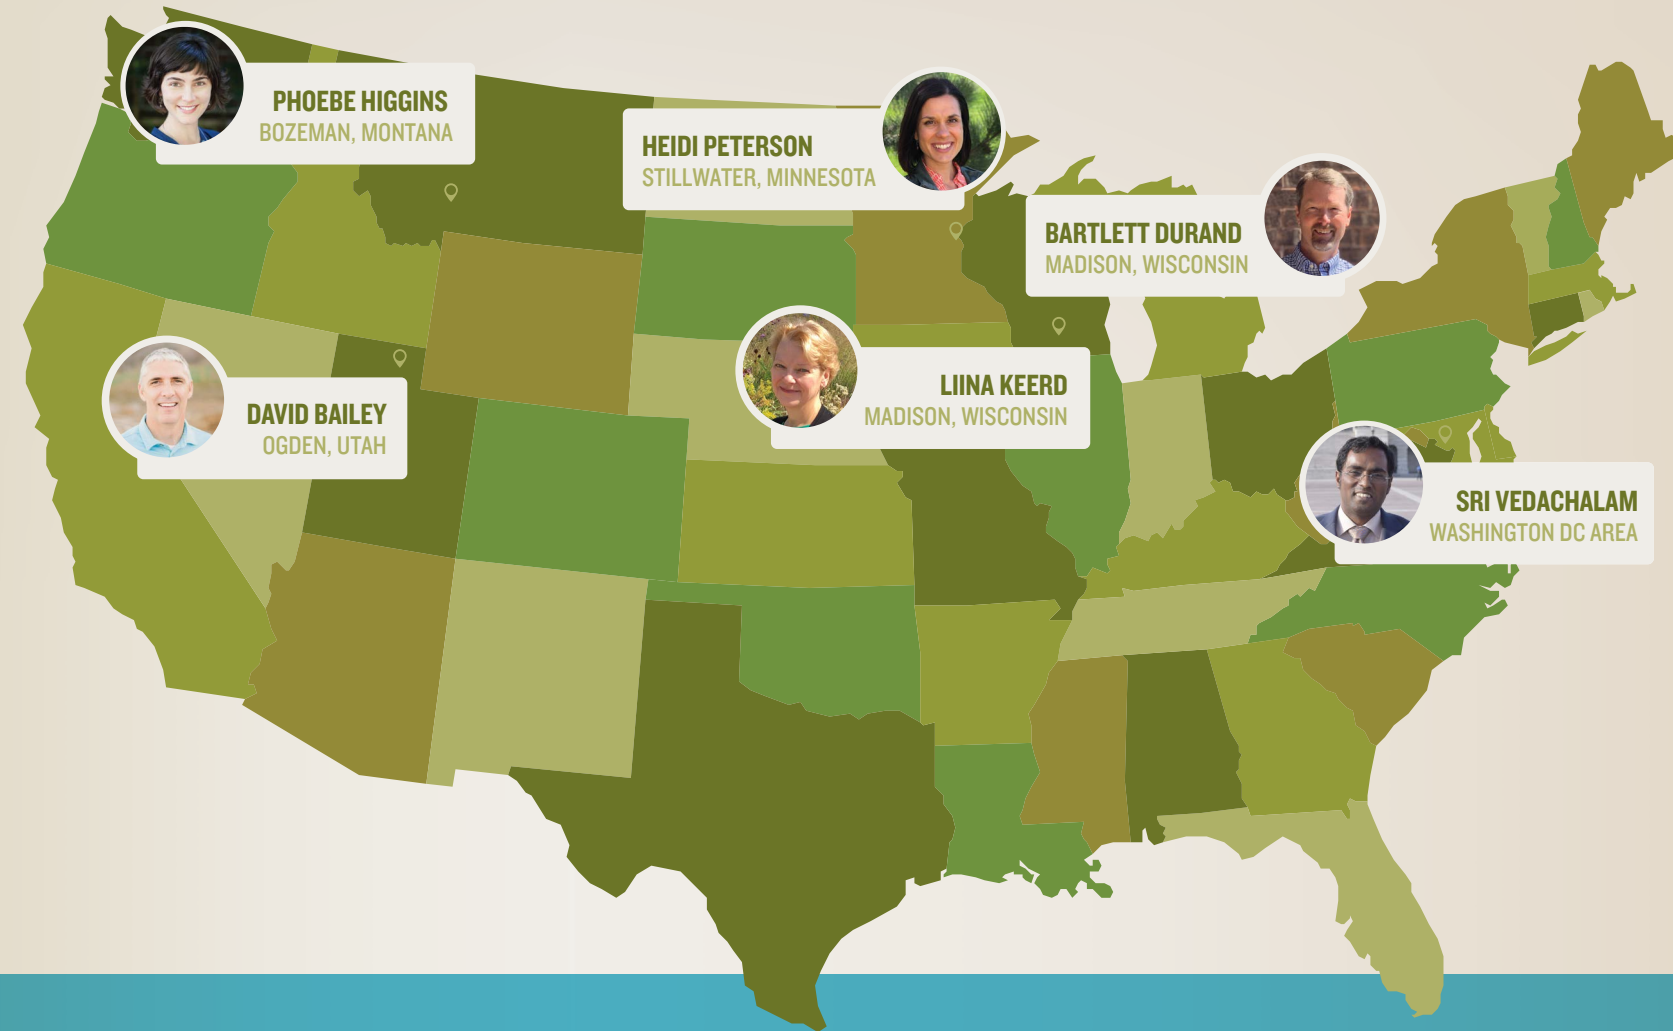 PHOEBE HIGGINS
BOZEMAN, MONTANA
HEIDI PETERSON
STILLWATER, MINNESOTA
BARTLETT DURAND
MADISON, WISCONSIN
DAVID BAILEY
OGDEN, UTAH
LIINA KEERD
MADISON, WISCONSIN
SRI VEDACHALAM
WASHINGTON DC AREA